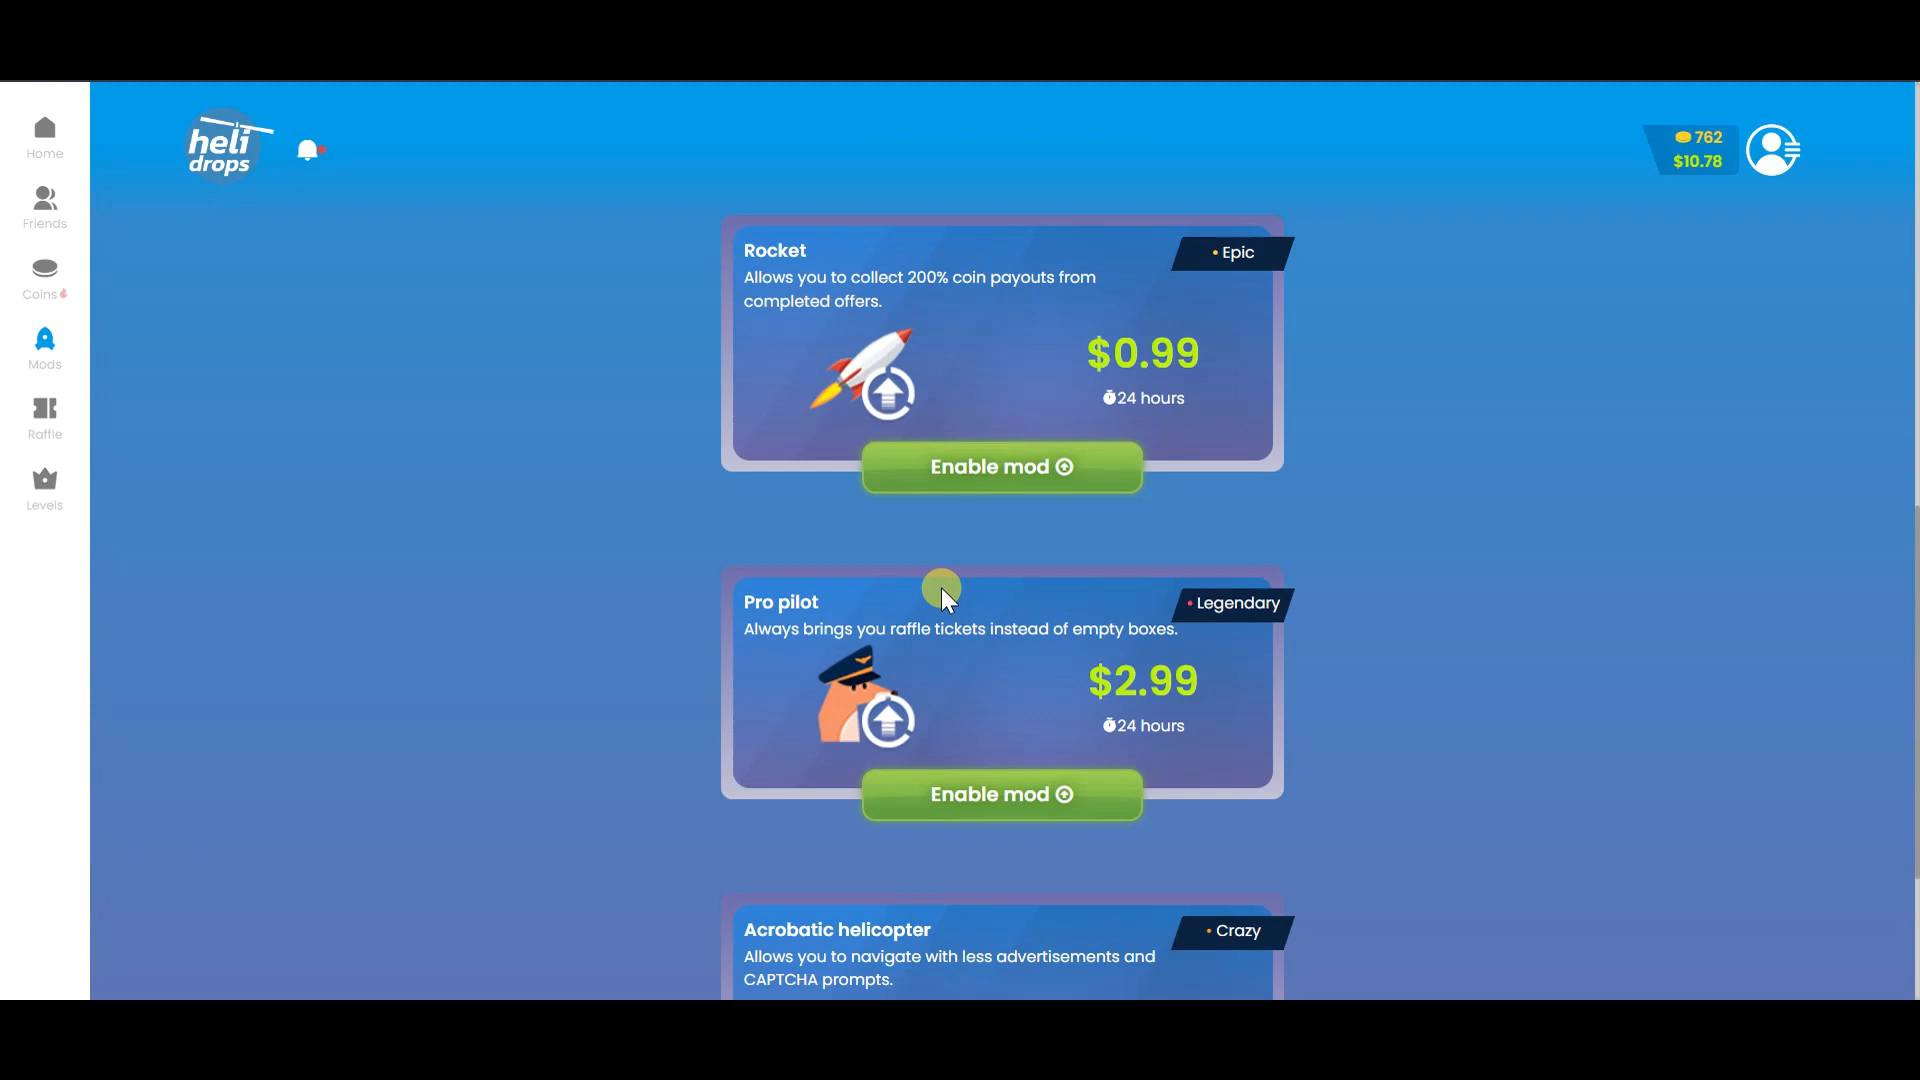 heli
drops
762
$10.78
Home
Friends
Coins
Mods
Raffle
Levels
Rocket
Epic
Allows you to collect 200% coin payouts from
completed offers.
$0.99
24 hours
Enable mod
Pro pilot
Legendary
Always brings you raffle tickets instead of empty boxes.
$2.99
24 hours
Enable mod
Acrobatic helicopter
Crazy
Allows you to navigate with less advertisements and
CAPTCHA prompts.